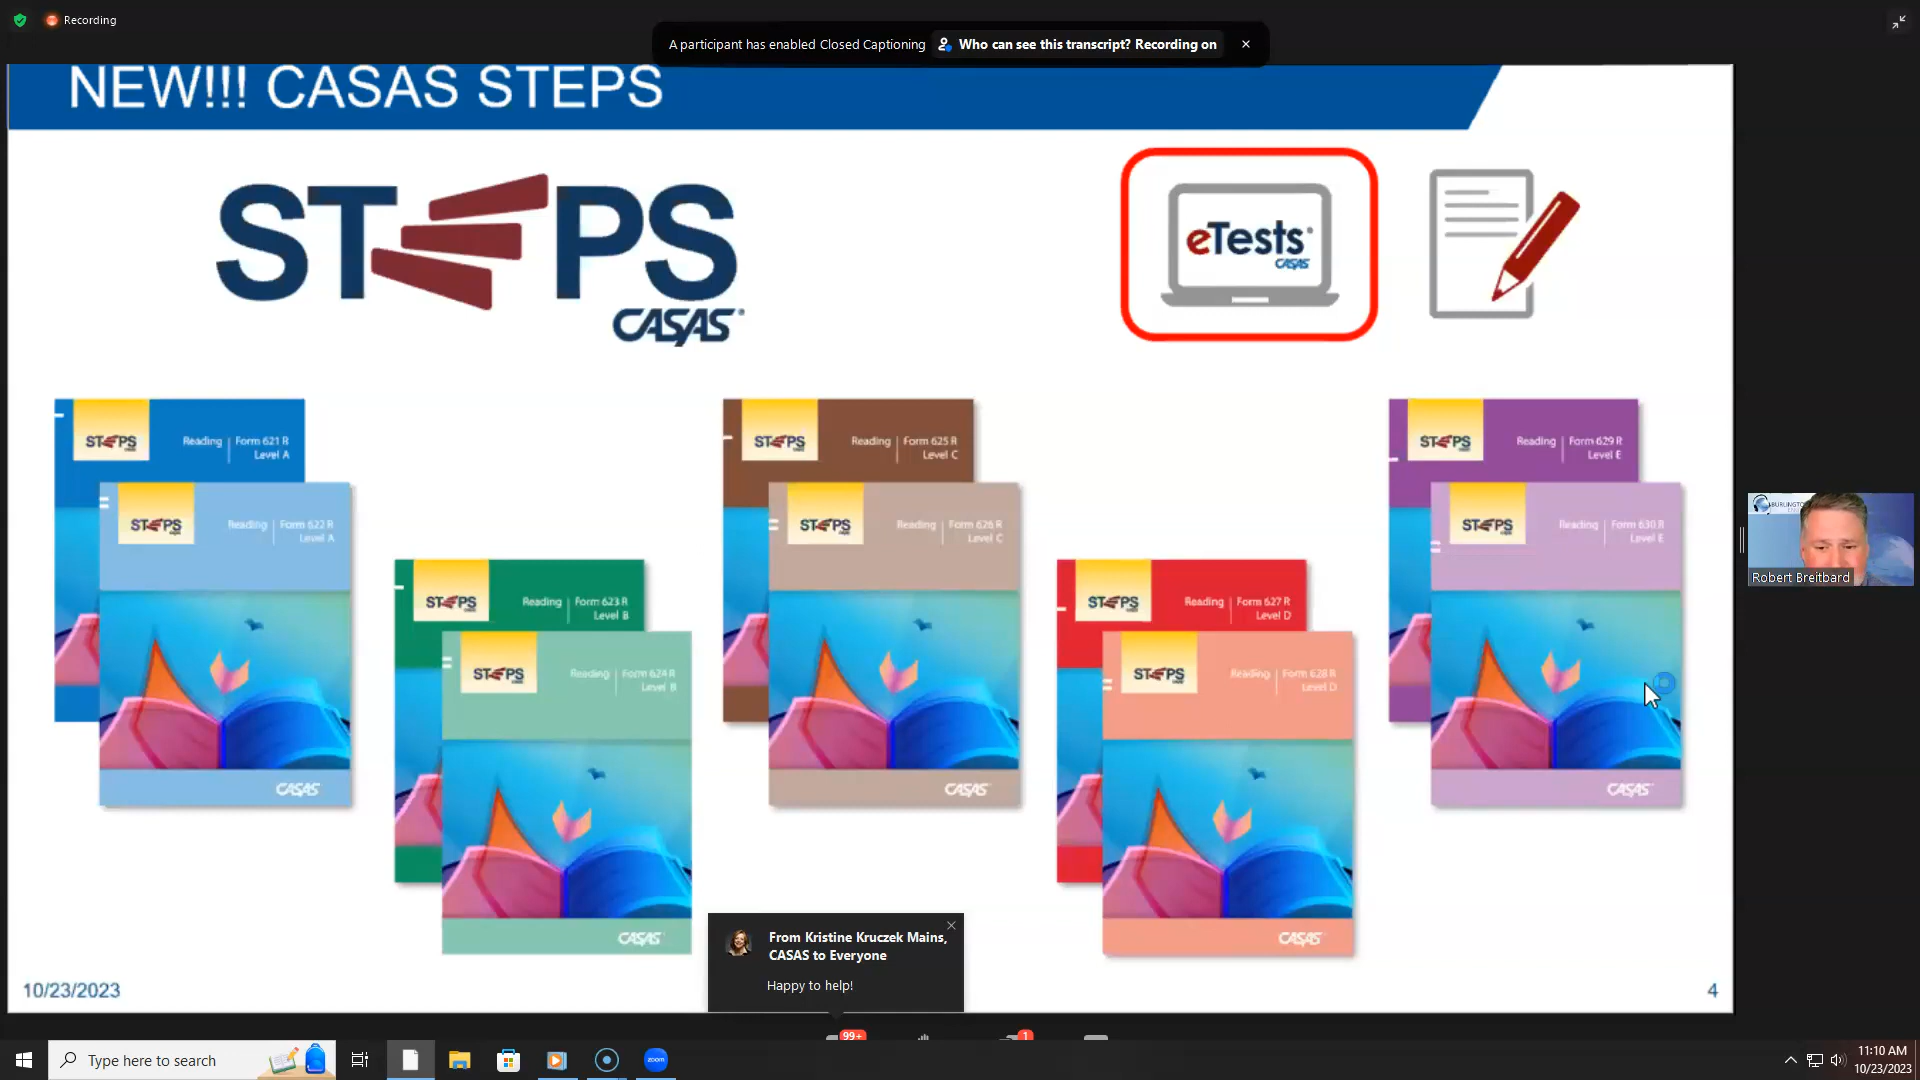 Recording
A participant has enabled Closed Captioning Who can see this transcript? Recording on
NEW!!! CASAS STEPS
STEPS
CASAS
eTests
CASAS
STEPS
Reading Form 621 R
Level A
STEPS
Reading Form 622 R
Level A
CASAS
STEPS
Reading Form 623 R
Level B
STEPS
Reading Form 624 R
Level B
CASAS
STEPS
Reading Form 625 R
Level C
STEPS
Reading Form 626 R
Level C
CASAS
STEPS
Reading Form 627 R
Level D
STEPS
Reading Form 628 R
Level D
CASAS
STEPS
Reading Form 629 R
Level E
STEPS
Reading Form 630 R
Level E
CASAS
Robert Breitbard
From Kristine Kruczek Mains,
CASAS to Everyone
Happy to help!
10/23/2023
4
99+
1
Type here to search
zoom
11:10 AM
10/23/2023